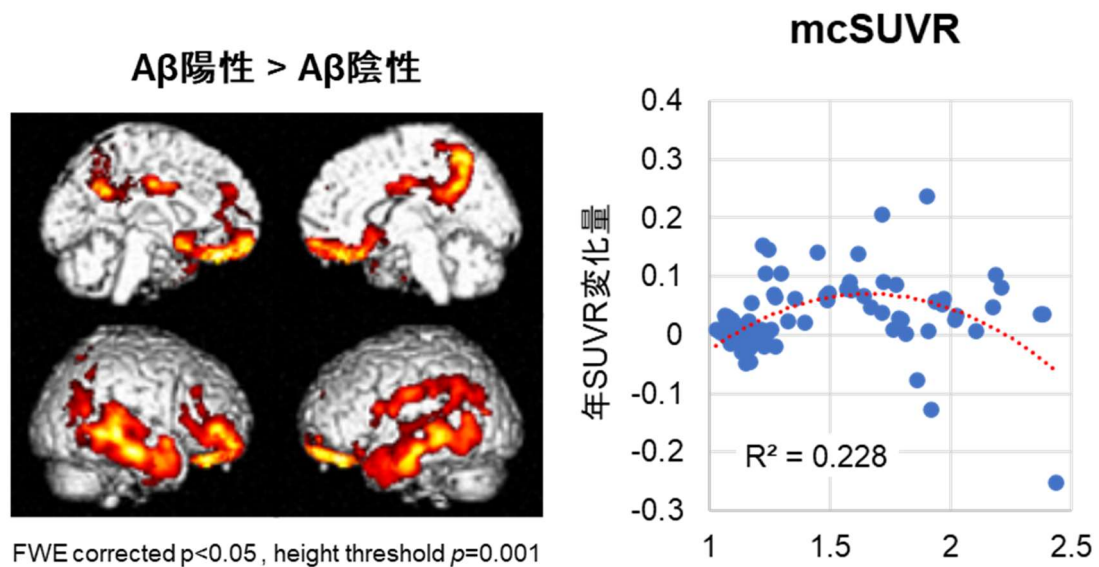 Aβ陽性 > Aβ陰性
FWE corrected p<0.05 , height threshold p=0.001
mcSUVR
年SUVR変化量
0.4
0.3
0.2
0.1
0
-0.1
-0.2
-0.3
R² = 0.228
1
1.5
2
2.5